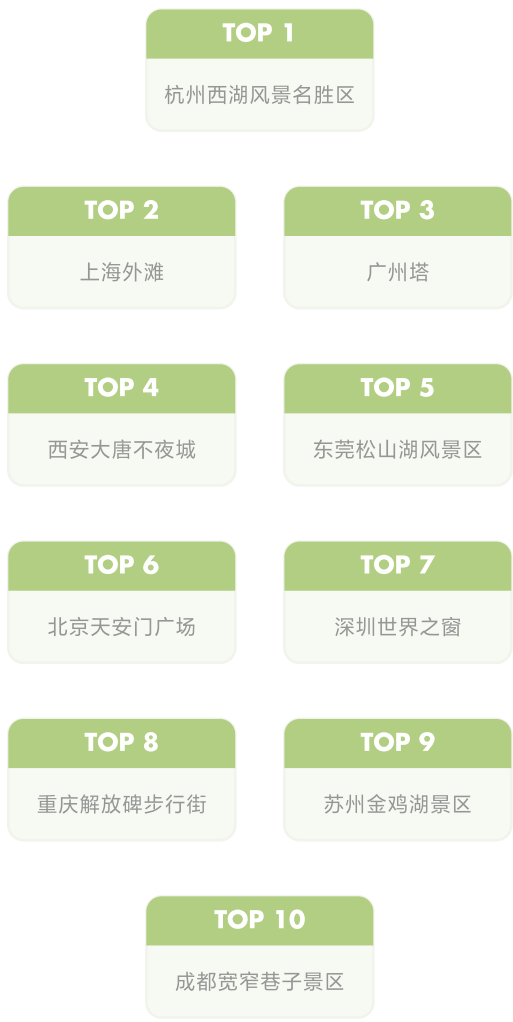 TOP 1
杭州西湖风景名胜区
TOP 2
上海外滩
TOP 3
广州塔
TOP 4
西安大唐不夜城
TOP 5
东莞松山湖风景区
TOP 6
北京天安门广场
TOP 7
深圳世界之窗
TOP 8
重庆解放碑步行街
TOP 9
苏州金鸡湖景区
TOP 10
成都宽窄巷子景区